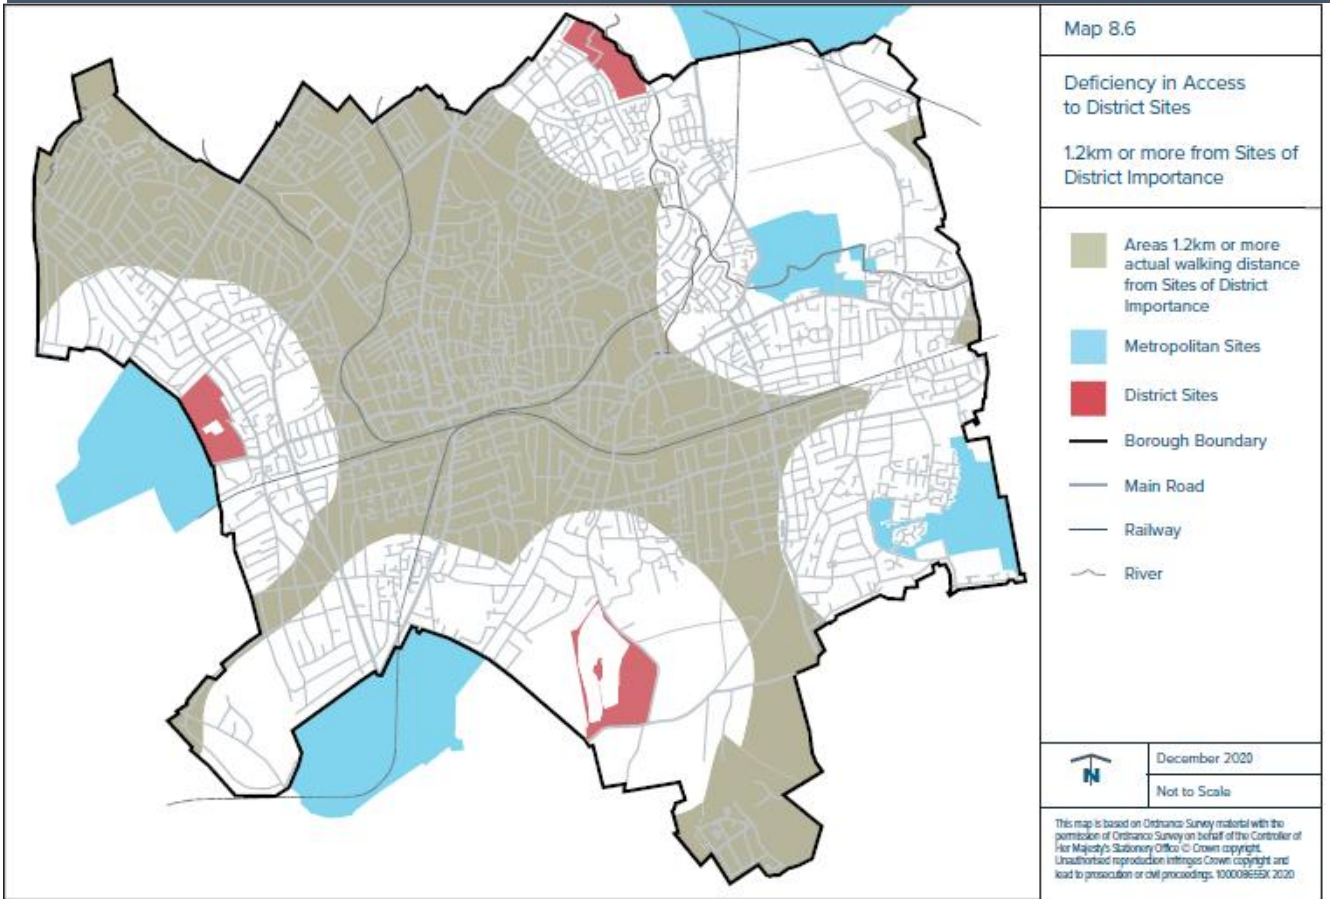 Map 8.6
Deficiency in Access
to District Sites
1.2km or more from Sites of
District Importance
Areas 1.2km or more
actual walking distance
from Sites of District
Importance
Metropolitan Sites
District Sites
Borough Boundary
Main Road
Railway
River
N
December 2020
Not to Scale
This map is based on Ordnance Survey material with the
permission of Ordnance Survey on behalf of the Controller of
Her Majesty's Stationery Office © Crown copyright.
Unauthorised reproduction infringes Crown copyright and
lead to prosecution or civil proceedings. 100008655X 2020